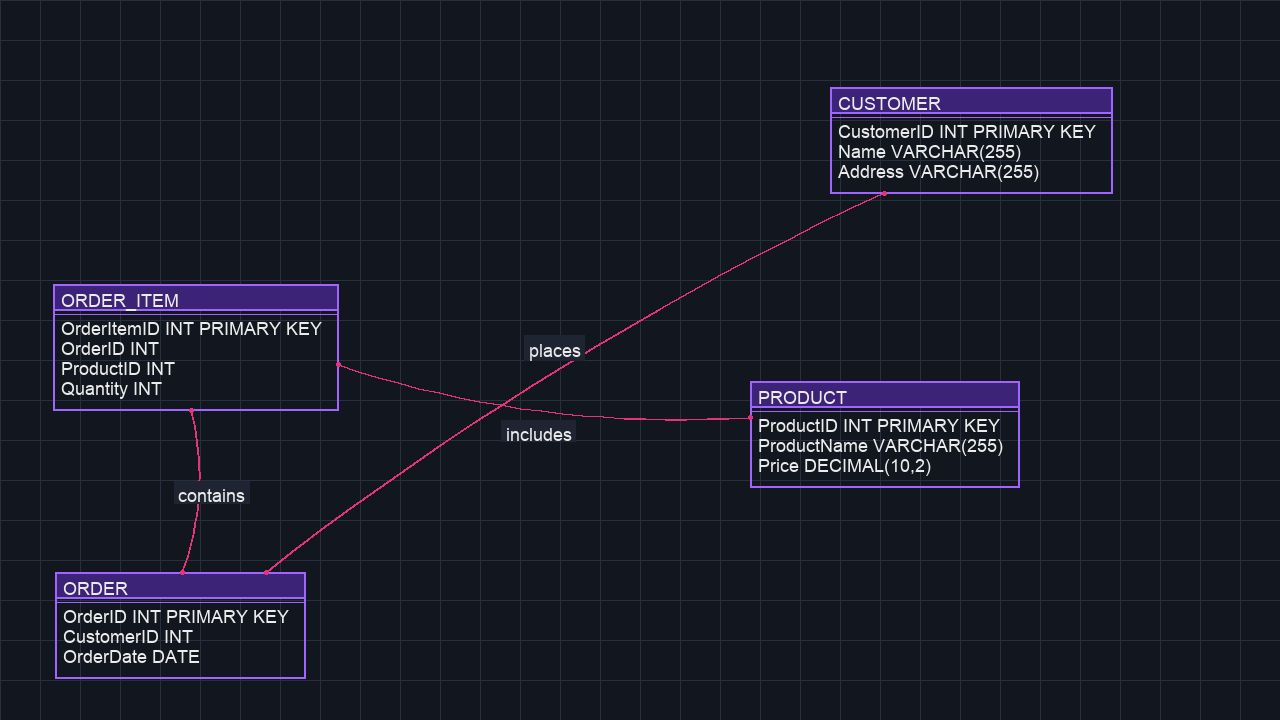 CUSTOMER
CustomerID INT PRIMARY KEY
Name VARCHAR(255)
Address VARCHAR(255)
ORDER_ITEM
OrderItemID INT PRIMARY KEY
OrderID INT
ProductID INT
Quantity INT
places
PRODUCT
ProductID INT PRIMARY KEY
ProductName VARCHAR(255)
Price DECIMAL(10,2)
includes
contains
ORDER
OrderID INT PRIMARY KEY
CustomerID INT
OrderDate DATE